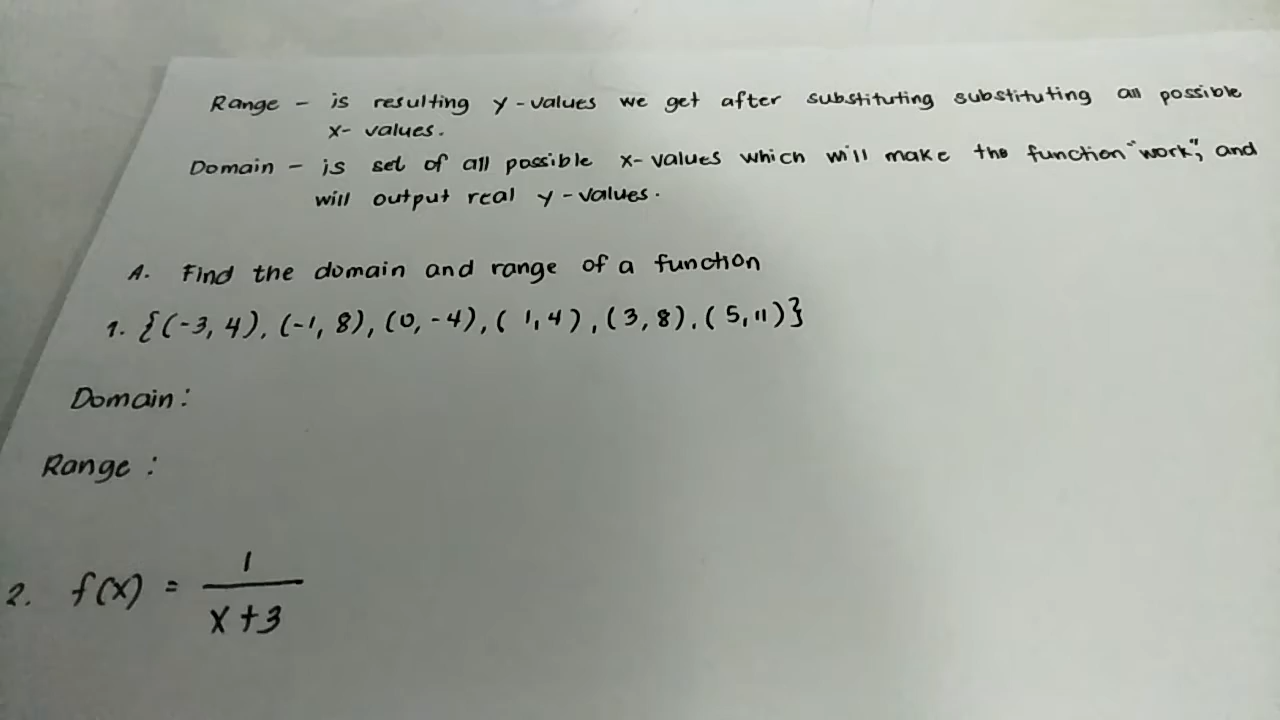 Range - is resulting y-values we get after substituting substituting all possible
x- values.
Domain - is set of all possible x-values which will make the function "work", and
will output real y-values.
A. Find the domain and range of a function
1. {(-3, 4), (-1, 8), (0, -4), (1, 4), (3, 8), (5, 11)}
Domain:
Range :
2. f(x) = 1
x + 3